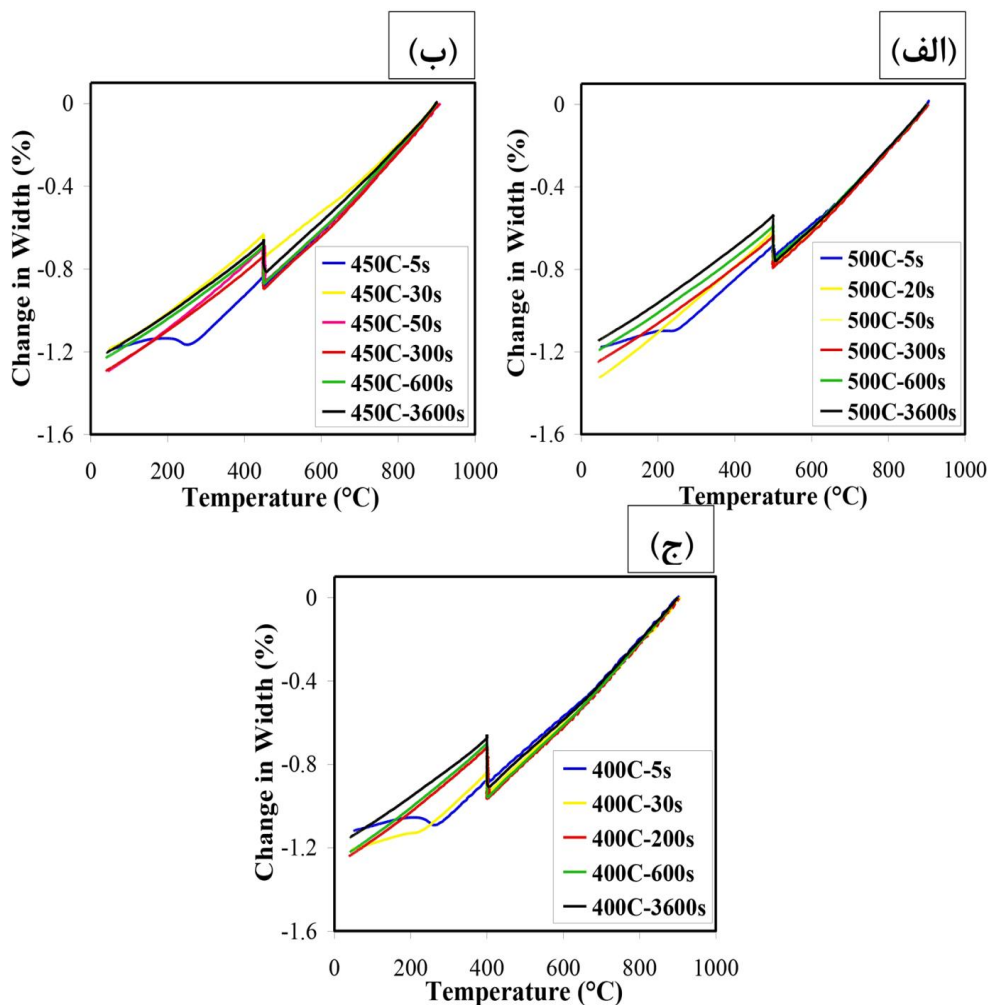 (الف)
0
-0.4
-0.8
-1.2
-1.6
Change in Width (%)
500C-5s
500C-20s
500C-50s
500C-300s
500C-600s
500C-3600s
0 200 400 600 800 1000
Temperature (°C)
(ب)
0
-0.4
-0.8
-1.2
-1.6
Change in Width (%)
450C-5s
450C-30s
450C-50s
450C-300s
450C-600s
450C-3600s
0 200 400 600 800 1000
Temperature (°C)
(ج)
0
-0.4
-0.8
-1.2
-1.6
Change in Width (%)
400C-5s
400C-30s
400C-200s
400C-600s
400C-3600s
0 200 400 600 800 1000
Temperature (°C)